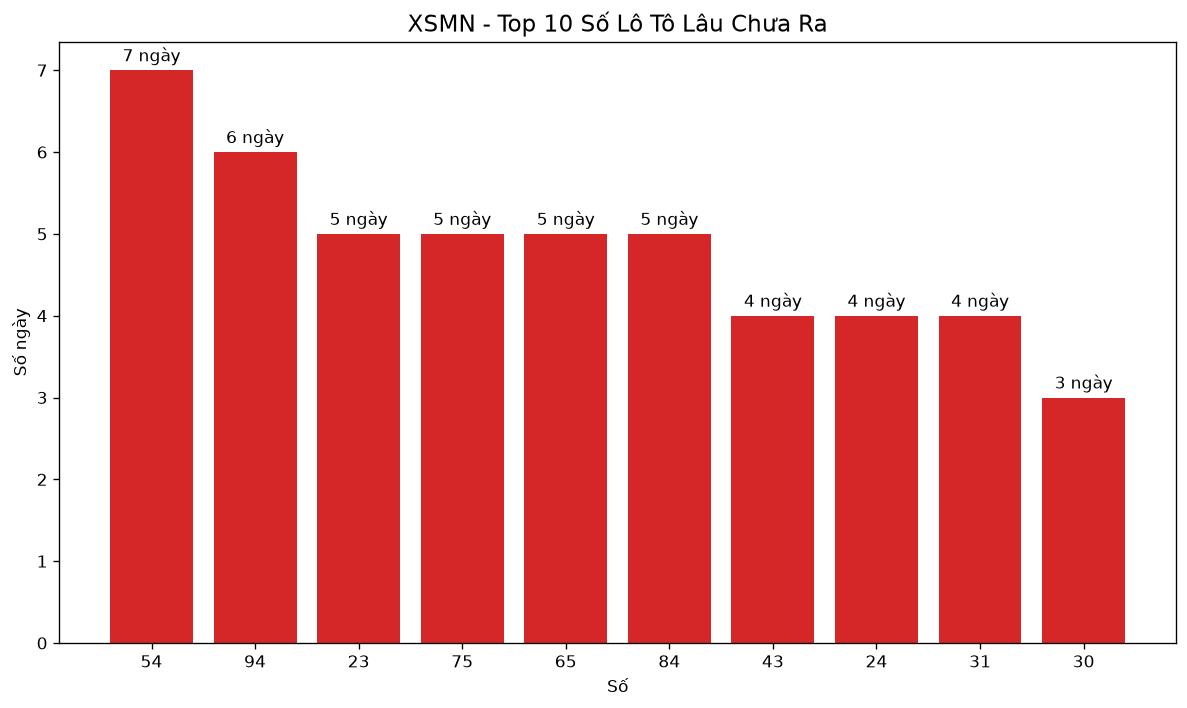 XSMN - Top 10 Số Lô Tô Lâu Chưa Ra
7 ngày
6 ngày
5 ngày
5 ngày
5 ngày
5 ngày
4 ngày
4 ngày
4 ngày
3 ngày
Số ngày
7
6
5
4
3
2
1
0
54 94 23 75 65 84 43 24 31 30
Số